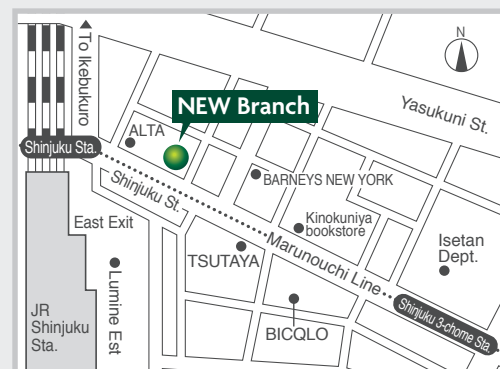 To Ikebukuro
N
Yasukuni St.
NEW Branch
ALTA
Shinjuku Sta.
BARNEYS NEW YORK
Shinjuku St.
Kinokuniya
bookstore
East Exit
Isetan
Dept.
TSUTAYA
Marunouchi Line
Lumine Est
Shinjuku 3-chome Sta.
JR
Shinjuku
Sta.
BICQLO